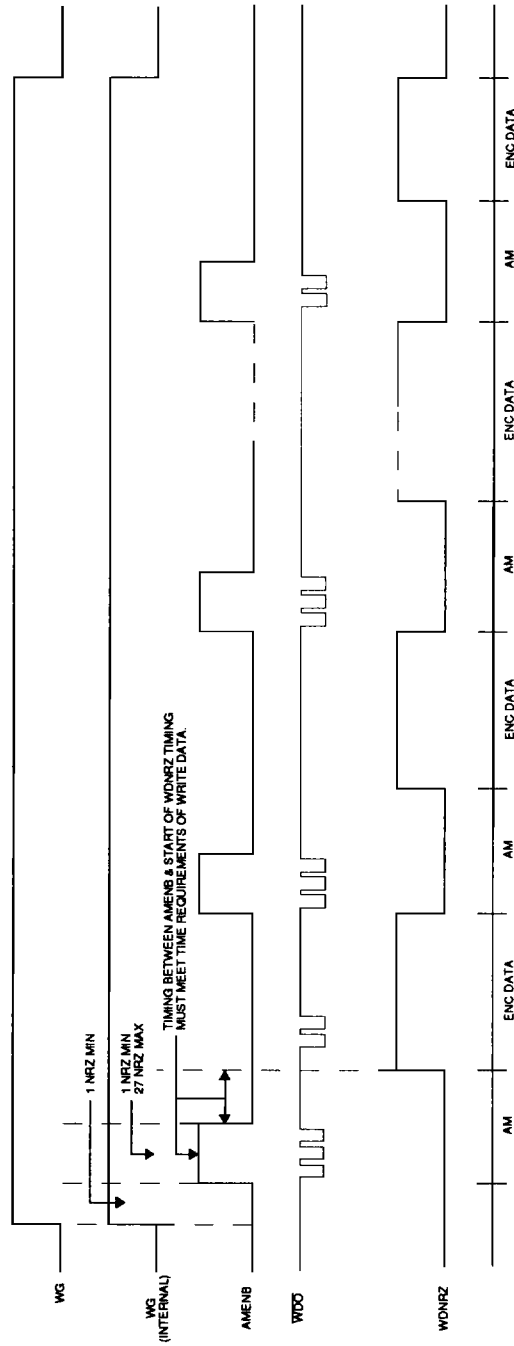 WG
WG
(INTERNAL)
AMENB
WDO
WDNRZ
1 NRZ MIN
1 NRZ MIN
27 NRZ MAX
TIMING BETWEEN AMENB & START OF WDNRZ TIMING
MUST MEET TIME REQUIREMENTS OF WRITE DATA.
AM
ENC DATA
AM
ENC DATA
AM
ENC DATA
AM
ENC DATA